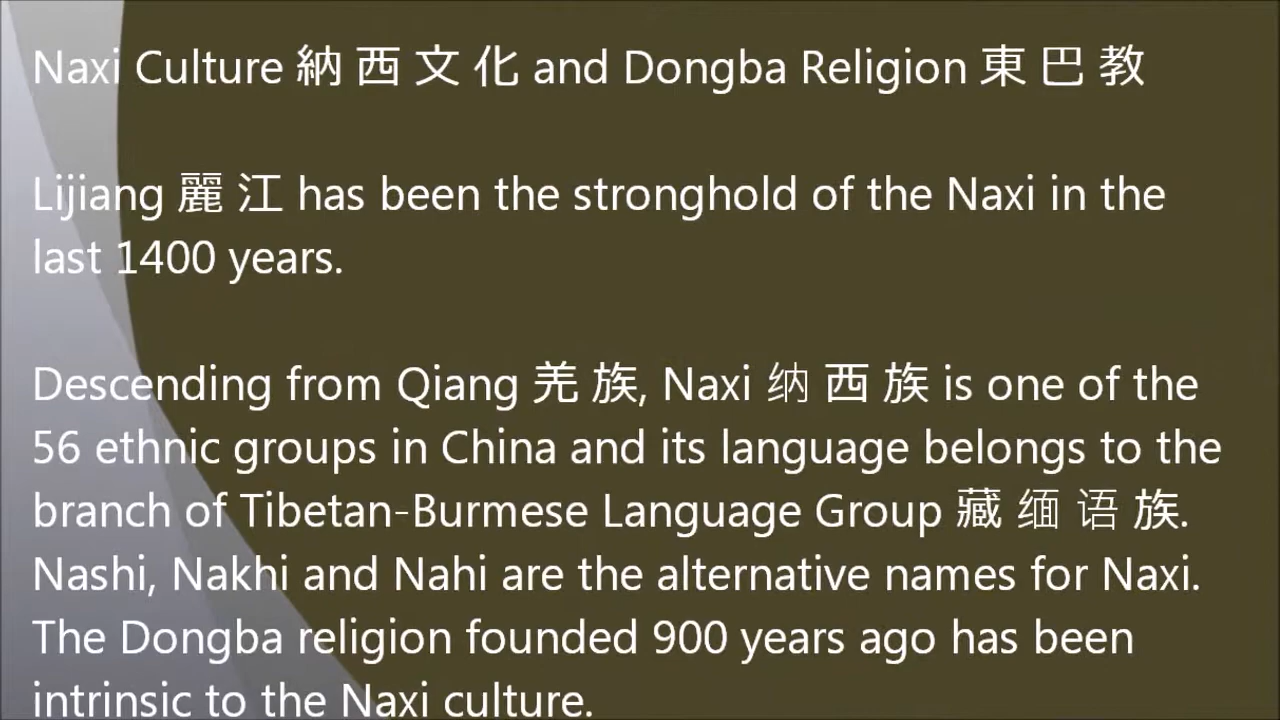 Naxi Culture 納 西 文 化 and Dongba Religion 東 巴 教
Lijiang 麗 江 has been the stronghold of the Naxi in the
last 1400 years.
Descending from Qiang 羌 族, Naxi 纳 西 族 is one of the
56 ethnic groups in China and its language belongs to the
branch of Tibetan-Burmese Language Group 藏 缅 语 族.
Nashi, Nakhi and Nahi are the alternative names for Naxi.
The Dongba religion founded 900 years ago has been
intrinsic to the Naxi culture.